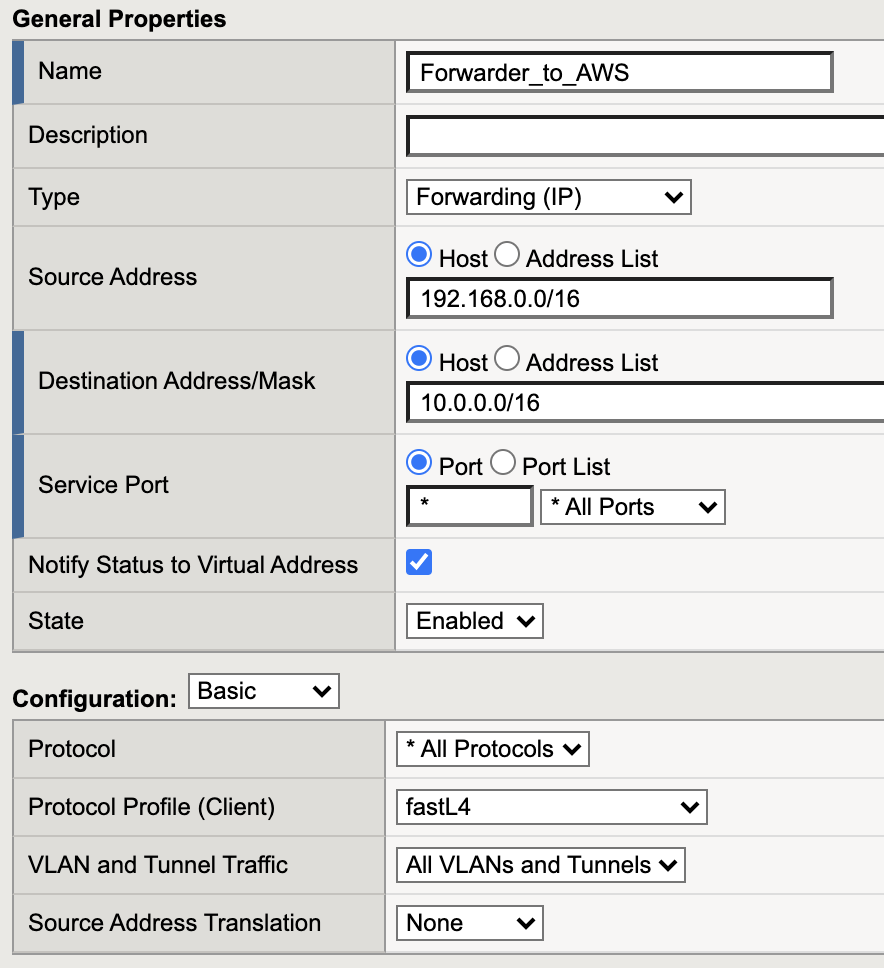 General Properties
Name Forwarder_to_AWS
Description
Type Forwarding (IP)
Host Address List
Source Address
192.168.0.0/16
Host Address List
Destination Address/Mask
10.0.0.0/16
Port Port List
Service Port
* * All Ports
Notify Status to Virtual Address
State Enabled
Configuration: Basic
Protocol * All Protocols
Protocol Profile (Client) fastL4
VLAN and Tunnel Traffic All VLANs and Tunnels
Source Address Translation None